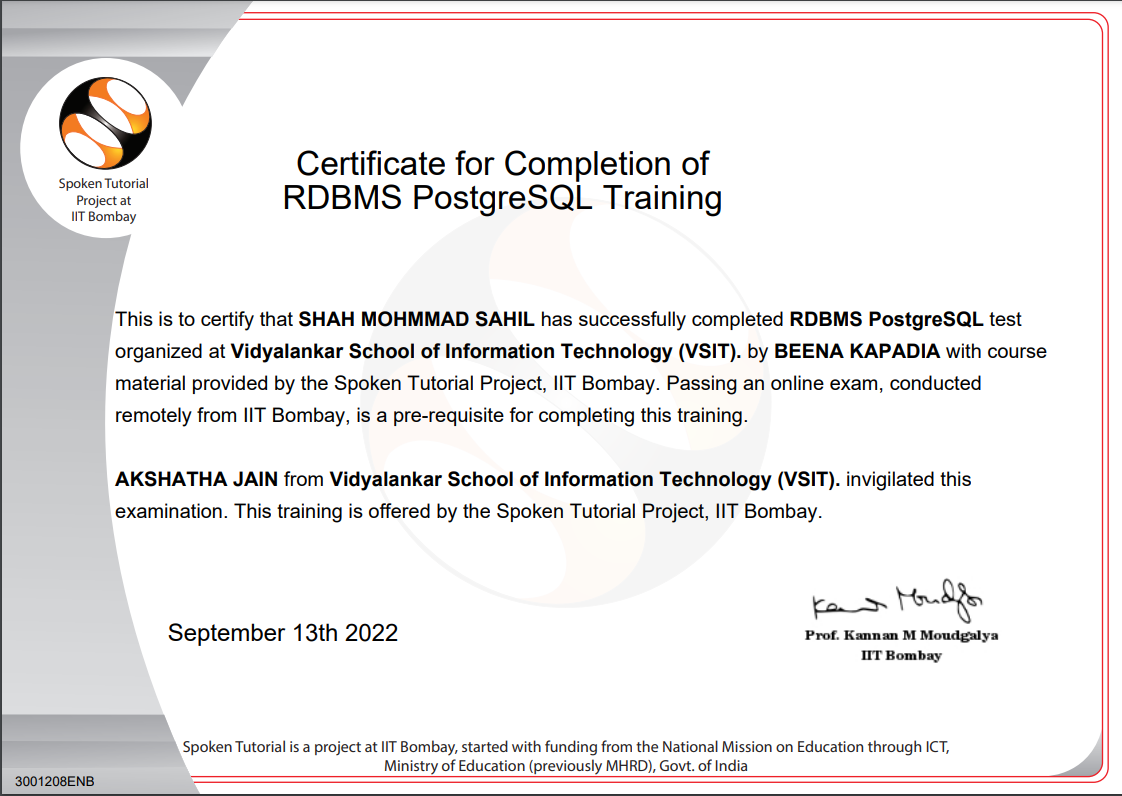 Spoken Tutorial
Project at
IIT Bombay
Certificate for Completion of
RDBMS PostgreSQL Training
This is to certify that SHAH MOHMMAD SAHIL has successfully completed RDBMS PostgreSQL test
organized at Vidyalankar School of Information Technology (VSIT). by BEENA KAPADIA with course
material provided by the Spoken Tutorial Project, IIT Bombay. Passing an online exam, conducted
remotely from IIT Bombay, is a pre-requisite for completing this training.
AKSHATHA JAIN from Vidyalankar School of Information Technology (VSIT). invigilated this
examination. This training is offered by the Spoken Tutorial Project, IIT Bombay.
September 13th 2022
Prof. Kannan M Moudgalya
IIT Bombay
Spoken Tutorial is a project at IIT Bombay, started with funding from the National Mission on Education through ICT,
Ministry of Education (previously MHRD), Govt. of India
3001208ENB